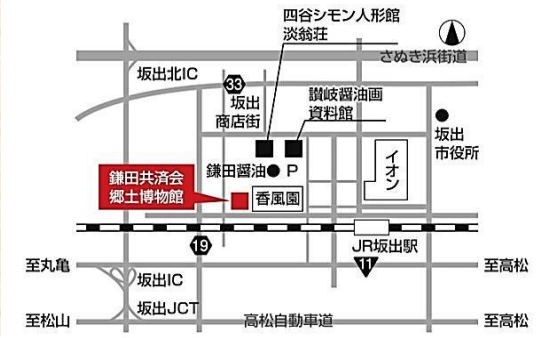 四谷シモン人形館
淡翁荘
さぬき浜街道
坂出北IC
33
讃岐醤油画
資料館
坂出
商店街
坂出
市役所
イオン
鎌田醤油
P
鎌田共済会
郷土博物館
香風園
19
JR坂出駅
11
至丸亀
至高松
坂出IC
坂出JCT
至松山
高松自動車道
至高松